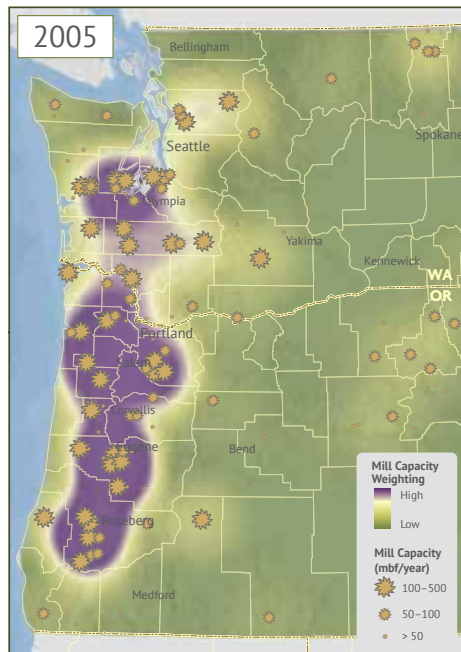 2005
Bellingham
Seattle
Spokane
Olympia
Yakima
Kennewick
WA
OR
Portland
Salem
Corvallis
Eugene
Bend
Roseberg
Medford
Mill Capacity
Weighting
High
Low
Mill Capacity
(mbf/year)
100–500
50–100
> 50